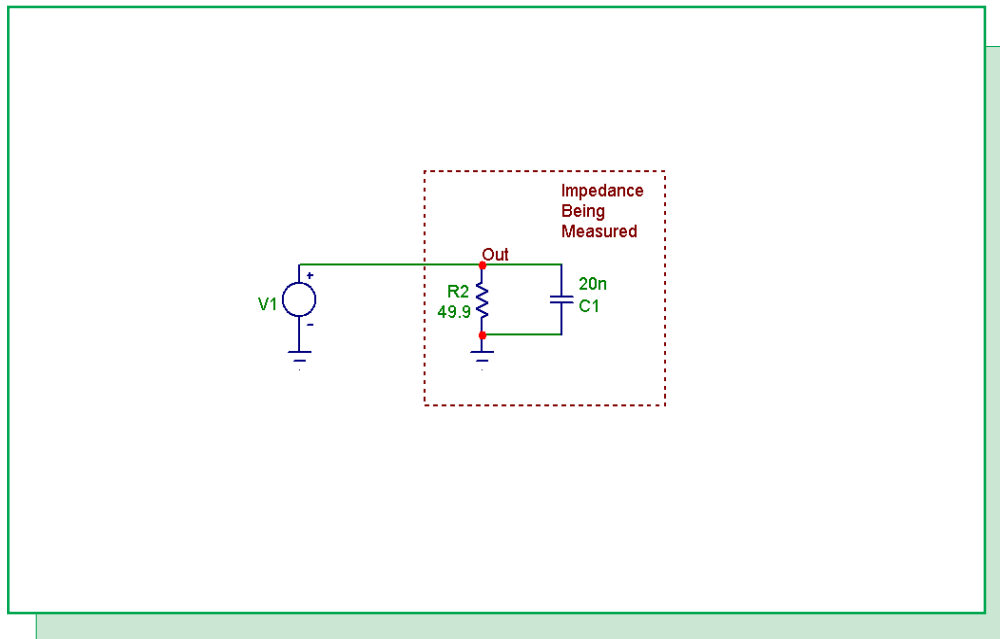 Impedance
Being
Measured
Out
+
V1
-
R2
49.9
20n
C1